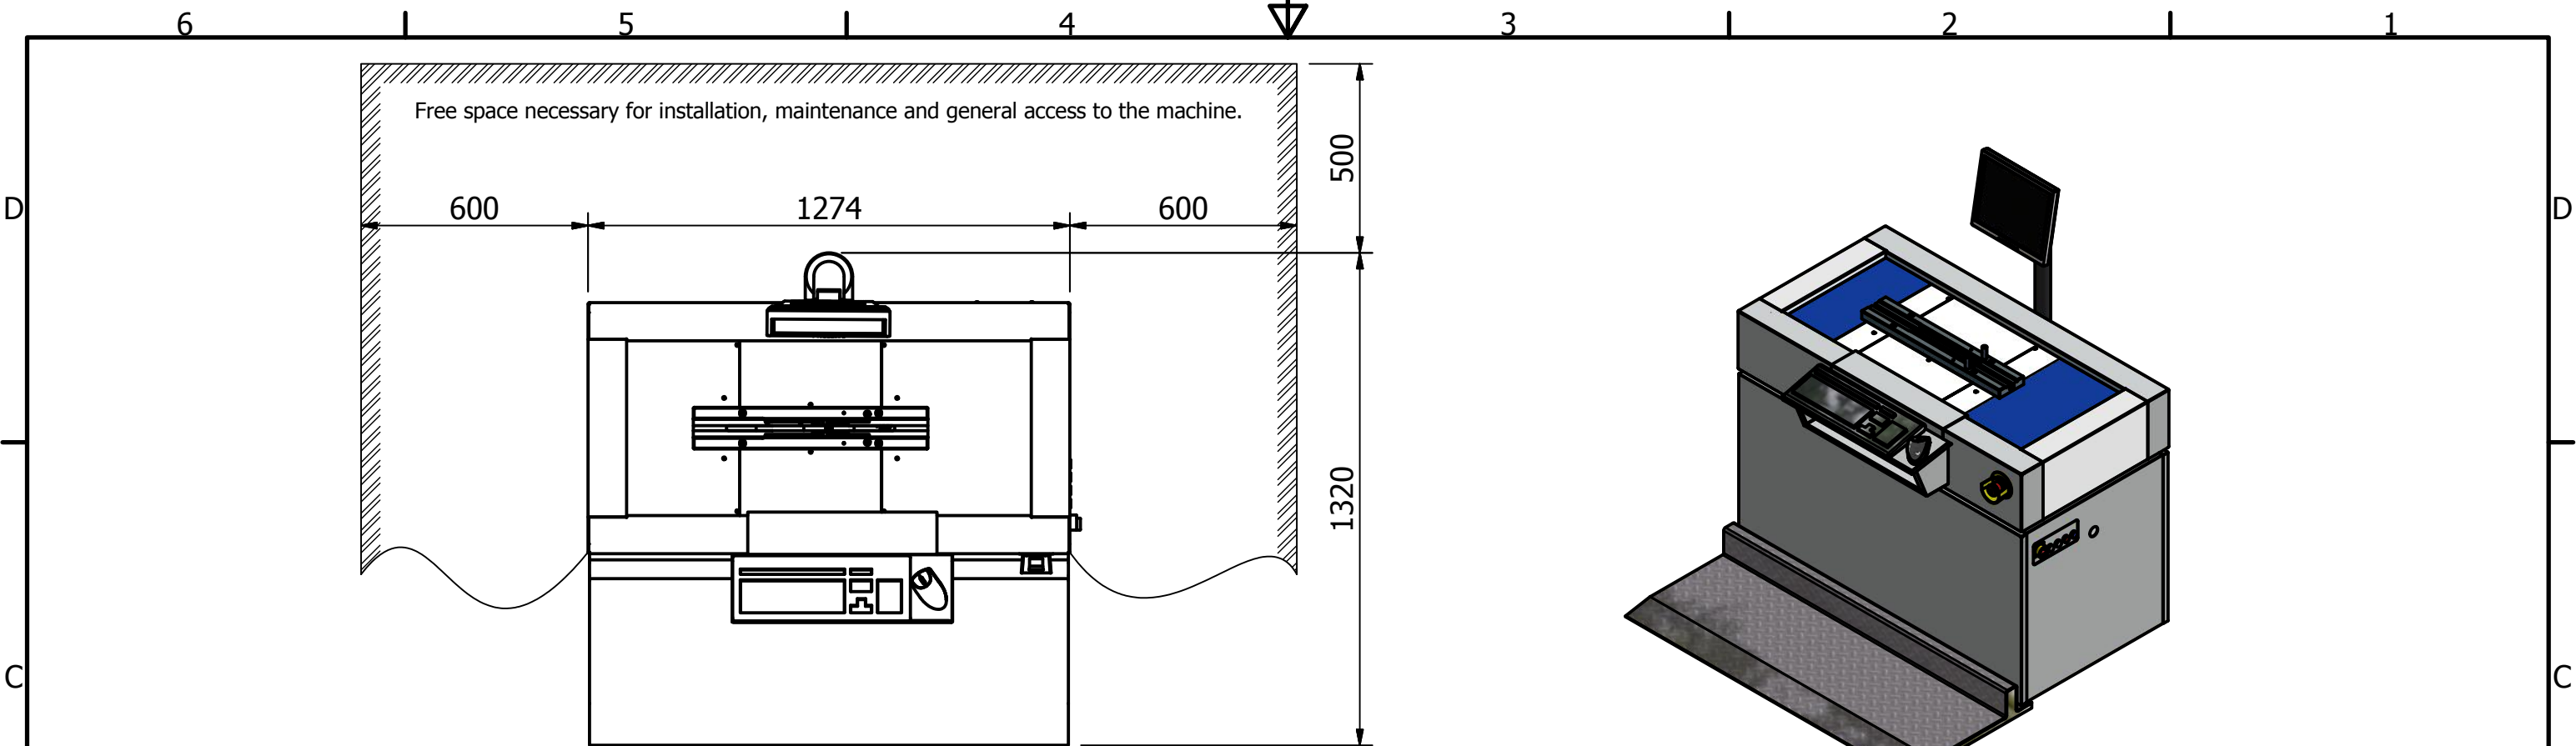 6 5 4 3 2 1
Free space necessary for installation, maintenance and general access to the machine.
500
D 600 1274 600 D
1320
C C